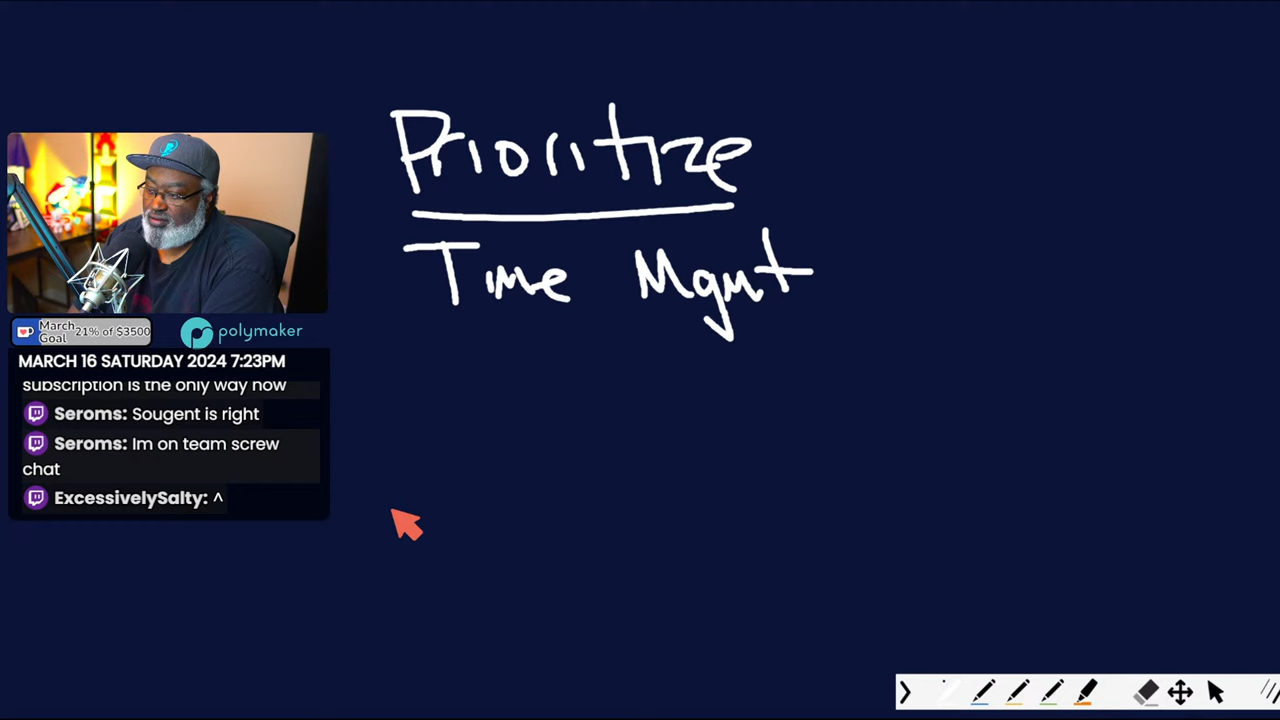 Prioritize
Time Mgmt
March
Goal
21% of $3500
polymaker
MARCH 16 SATURDAY 2024 7:23PM
subscription is the only way now
Seroms: Sougent is right
Seroms: Im on team screw
chat
ExcessivelySalty: ^